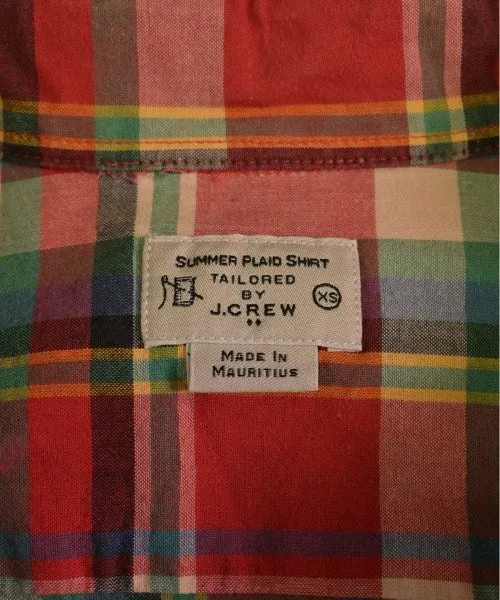 SUMMER PLAID SHIRT
TAILORED
BY
J.CREW
XS
MADE IN
MAURITIUS